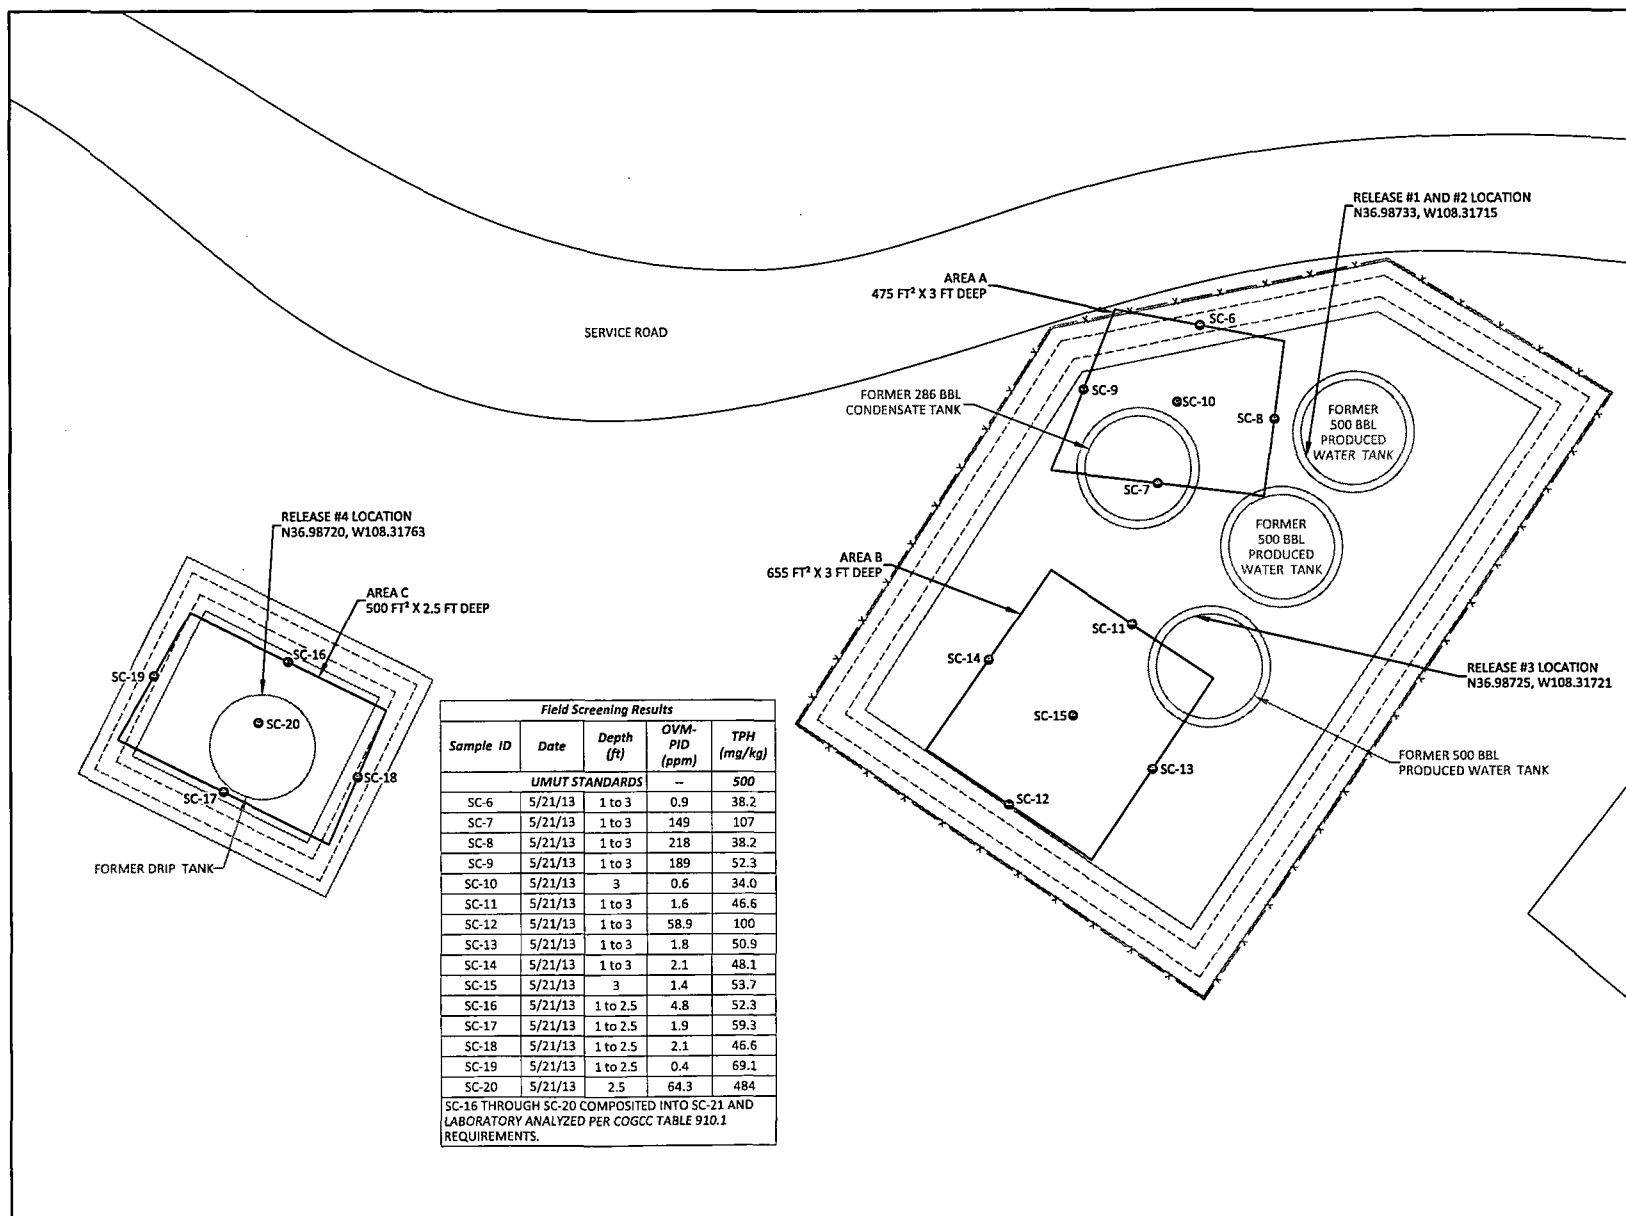 RELEASE #1 AND #2 LOCATION
N36.98733, W108.31715
AREA A
475 FT² X 3 FT DEEP
SC-6
SERVICE ROAD
SC-9
FORMER 286 BBL
CONDENSATE TANK
SC-10
SC-8
FORMER
500 BBL
PRODUCED
WATER TANK
SC-7
RELEASE #4 LOCATION
N36.98720, W108.31763
FORMER
500 BBL
PRODUCED
WATER TANK
AREA B
655 FT² X 3 FT DEEP
AREA C
500 FT² X 2.5 FT DEEP
SC-11
SC-16
SC-14
SC-19
RELEASE #3 LOCATION
N36.98725, W108.31721
SC-20
SC-15
SC-18
SC-17
SC-13
FORMER 500 BBL
PRODUCED WATER TANK
SC-12
FORMER DRIP TANK
Field Screening Results
Sample ID Date Depth (ft) OVM-PID (ppm) TPH (mg/kg)
UMUT STANDARDS -- 500
SC-6 5/21/13 1 to 3 0.9 38.2
SC-7 5/21/13 1 to 3 149 107
SC-8 5/21/13 1 to 3 218 38.2
SC-9 5/21/13 1 to 3 189 52.3
SC-10 5/21/13 3 0.6 34.0
SC-11 5/21/13 1 to 3 1.6 46.6
SC-12 5/21/13 1 to 3 58.9 100
SC-13 5/21/13 1 to 3 1.8 50.9
SC-14 5/21/13 1 to 3 2.1 48.1
SC-15 5/21/13 3 1.4 53.7
SC-16 5/21/13 1 to 2.5 4.8 52.3
SC-17 5/21/13 1 to 2.5 1.9 59.3
SC-18 5/21/13 1 to 2.5 2.1 46.6
SC-19 5/21/13 1 to 2.5 0.4 69.1
SC-20 5/21/13 2.5 64.3 484
SC-16 THROUGH SC-20 COMPOSITED INTO SC-21 AND
LABORATORY ANALYZED PER COGCC TABLE 910.1
REQUIREMENTS.